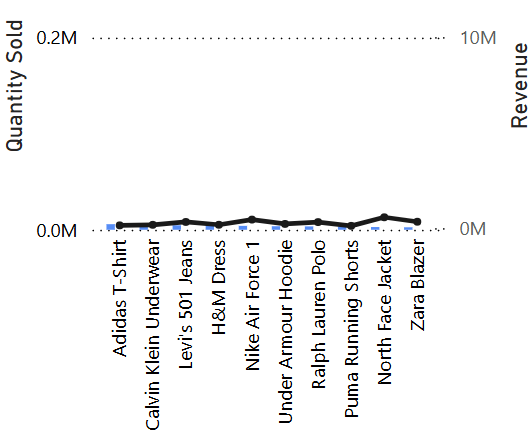 Quantity Sold
0.2M
0.0M
10M
0M
Revenue
Adidas T-Shirt
Calvin Klein Underwear
Levi's 501 Jeans
H&M Dress
Nike Air Force 1
Under Armour Hoodie
Ralph Lauren Polo
Puma Running Shorts
North Face Jacket
Zara Blazer